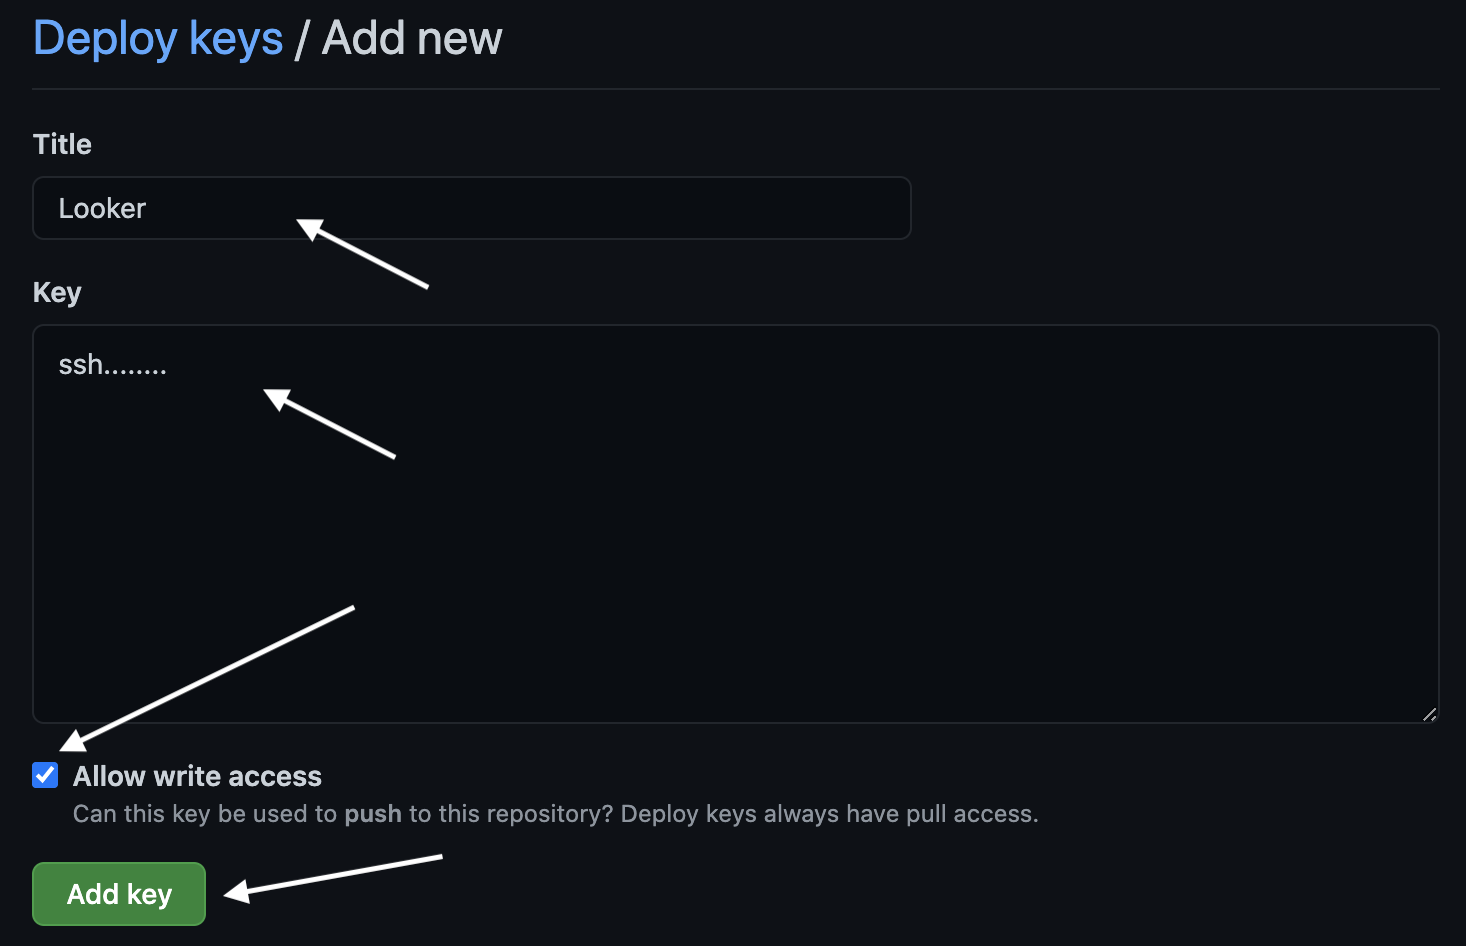 Deploy keys / Add new
Title
Looker
Key
ssh........
Allow write access
Can this key be used to push to this repository? Deploy keys always have pull access.
Add key